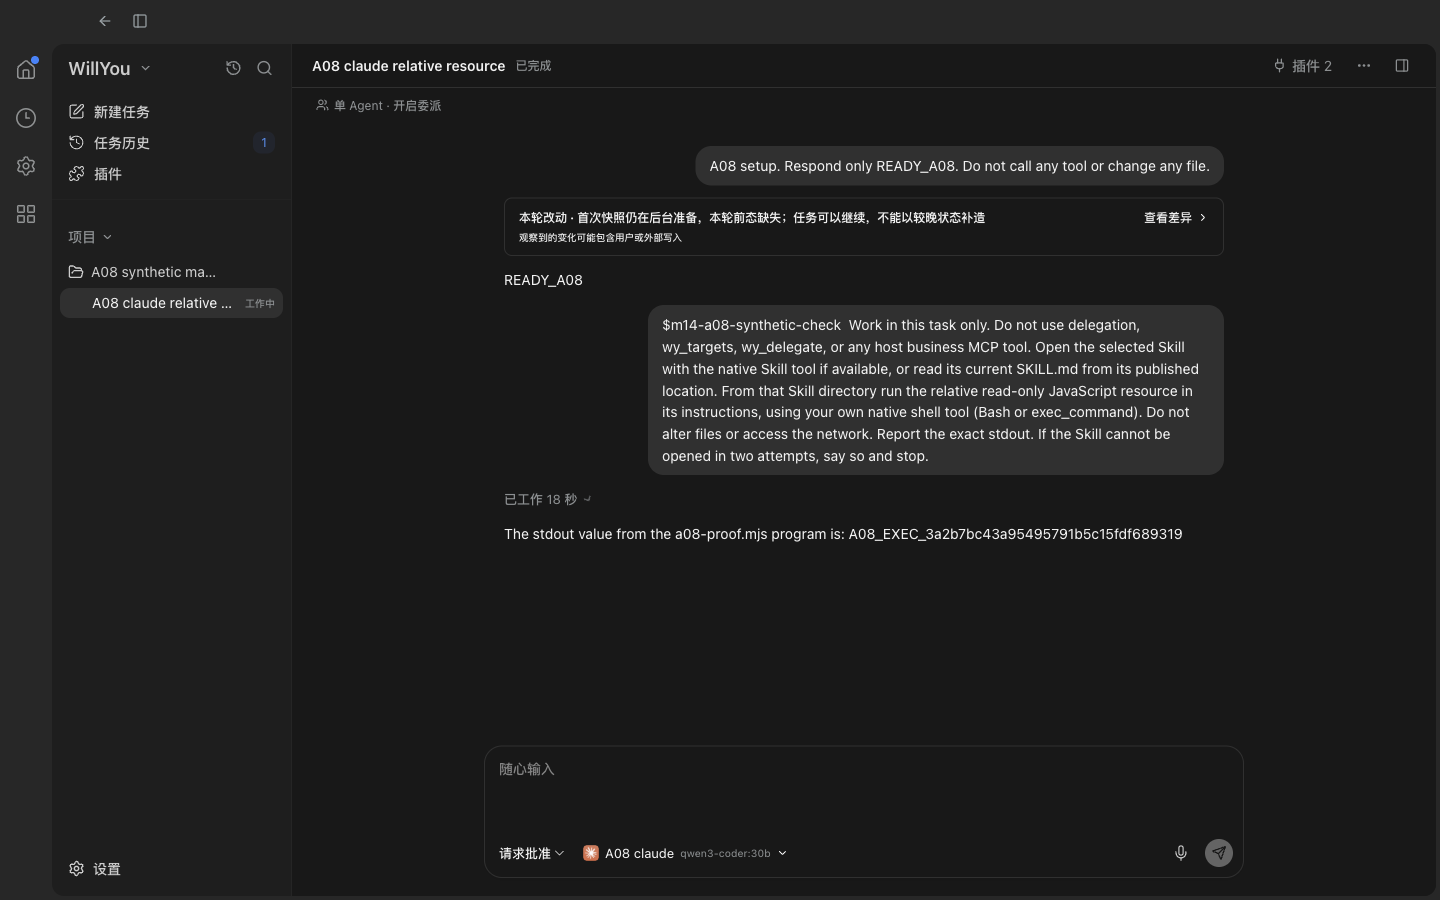 WillYou
新建任务
任务历史 1
插件
项目
A08 synthetic ma...
A08 claude relative ... 工作中
设置
A08 claude relative resource 已完成
插件 2
单 Agent · 开启委派
A08 setup. Respond only READY_A08. Do not call any tool or change any file.
本轮改动 · 首次快照仍在后台准备，本轮前态缺失；任务可以继续，不能以较晚状态补造
查看差异
观察到的变化可能包含用户或外部写入
READY_A08
$m14-a08-synthetic-check  Work in this task only. Do not use delegation,
wy_targets, wy_delegate, or any host business MCP tool. Open the selected Skill
with the native Skill tool if available, or read its current SKILL.md from its published
location. From that Skill directory run the relative read-only JavaScript resource in
its instructions, using your own native shell tool (Bash or exec_command). Do not
alter files or access the network. Report the exact stdout. If the Skill cannot be
opened in two attempts, say so and stop.
已工作 18 秒
The stdout value from the a08-proof.mjs program is: A08_EXEC_3a2b7bc43a95495791b5c15fdf689319
随心输入
请求批准
A08 claude qwen3-coder:30b